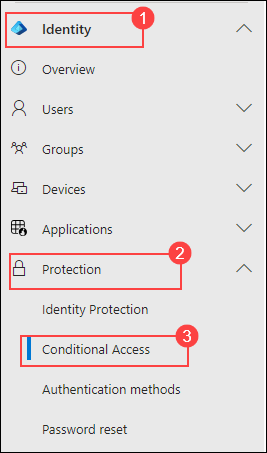 Identity 1
Overview
Users
Groups
Devices
Applications
Protection 2
Identity Protection
Conditional Access 3
Authentication methods
Password reset